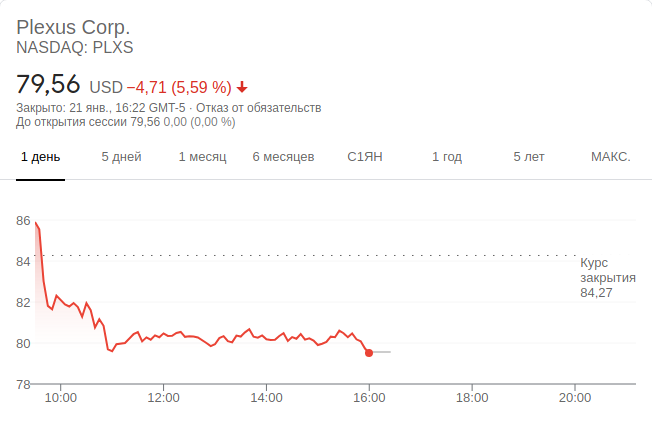 Plexus Corp.
NASDAQ: PLXS
79,56 USD −4,71 (5,59 %)
Закрыто: 21 янв., 16:22 GMT-5 · Отказ от обязательств
До открытия сессии 79,56 0,00 (0,00 %)
1 день 5 дней 1 месяц 6 месяцев С1ЯН 1 год 5 лет МАКС.
86
84
Курс
закрытия
84,27
82
80
78
10:00 12:00 14:00 16:00 18:00 20:00